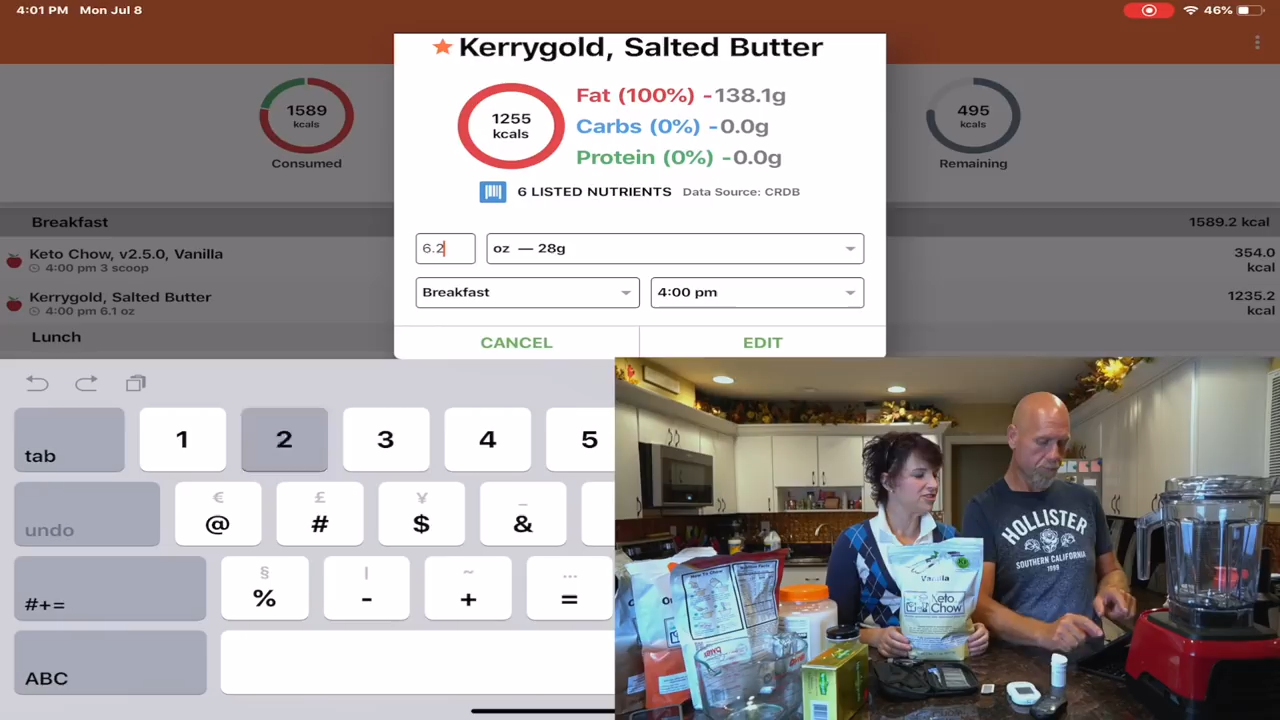 4:01 PM Mon Jul 8
46%
Kerrygold, Salted Butter
1589
kcals
Consumed
1255
kcals
Fat (100%) -138.1g
Carbs (0%) -0.0g
Protein (0%) -0.0g
495
kcals
Remaining
6 LISTED NUTRIENTS Data Source: CRDB
Breakfast
1589.2 kcal
6.2
oz — 28g
Keto Chow, v2.5.0, Vanilla
4:00 pm 3 scoop
354.0
kcal
Kerrygold, Salted Butter
4:00 pm 6.1 oz
1235.2
kcal
Breakfast
4:00 pm
Lunch
CANCEL
EDIT
tab
1
2
3
4
5
undo
€
@
£
#
¥
$
_
&
#+=
§
%
|
-
~
+
...
=
ABC
HOLLISTER
SOUTHERN CALIFORNIA
Vanilla
Keto
Chow